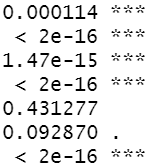 0.000114 ***
< 2e-16 ***
1.47e-15 ***
< 2e-16 ***
0.431277
0.092870 .
< 2e-16 ***